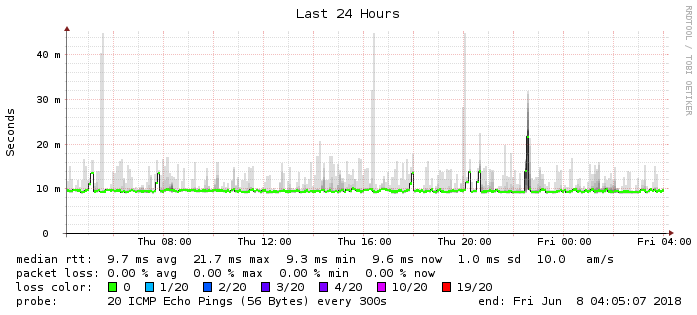 Last 24 Hours
RRDTOOL / TOBI OETIKER
Seconds
40 m
30 m
20 m
10 m
0
Thu 08:00 Thu 12:00 Thu 16:00 Thu 20:00 Fri 00:00 Fri 04:00
median rtt: 9.7 ms avg 21.7 ms max 9.3 ms min 9.6 ms now 1.0 ms sd 10.0 am/s
packet loss: 0.00 % avg 0.00 % max 0.00 % min 0.00 % now
loss color: 0 1/20 2/20 3/20 4/20 10/20 19/20
probe: 20 ICMP Echo Pings (56 Bytes) every 300s end: Fri Jun 8 04:05:07 2018